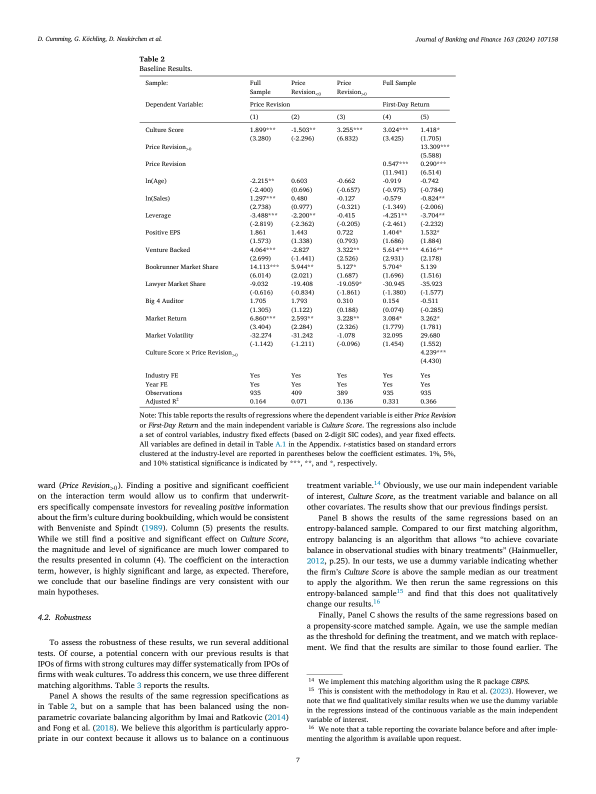 D. Cumming, G. Köchling, D. Neukirchen et al.
Journal of Banking and Finance 163 (2024) 107158
Table 2
Baseline Results.
Sample: Full Sample Price Revision<0 Price Revision>0 Full Sample
Dependent Variable: Price Revision First-Day Return
(1) (2) (3) (4) (5)
Culture Score 1.899*** -1.503** 3.255*** 3.024*** 1.418*
(3.280) (-2.296) (6.832) (3.425) (1.705)
Price Revision>0 13.309***
(5.588)
Price Revision 0.547*** 0.290***
(11.941) (6.514)
ln(Age) -2.215** 0.603 -0.662 -0.919 -0.742
(-2.400) (0.696) (-0.657) (-0.975) (-0.784)
ln(Sales) 1.297*** 0.480 -0.127 -0.579 -0.824**
(2.738) (0.977) (-0.321) (-1.349) (-2.006)
Leverage -3.488*** -2.200** -0.415 -4.251** -3.704**
(-2.819) (-2.362) (-0.205) (-2.461) (-2.232)
Positive EPS 1.861 1.443 0.722 1.404* 1.532*
(1.573) (1.338) (0.793) (1.686) (1.884)
Venture Backed 4.064*** -2.827 3.322** 5.614*** 4.616**
(2.699) (-1.441) (2.526) (2.931) (2.178)
Bookrunner Market Share 14.113*** 5.944** 5.127* 5.704* 5.139
(6.014) (2.021) (1.687) (1.696) (1.516)
Lawyer Market Share -9.032 -19.408 -19.059* -30.945 -35.923
(-0.616) (-0.834) (-1.861) (-1.380) (-1.577)
Big 4 Auditor 1.705 1.793 0.310 0.154 -0.511
(1.305) (1.122) (0.188) (0.074) (-0.285)
Market Return 6.860*** 2.593** 3.228** 3.084* 3.262*
(3.404) (2.284) (2.326) (1.779) (1.781)
Market Volatility -32.274 -31.242 -1.078 32.095 29.680
(-1.142) (-1.211) (-0.096) (1.454) (1.552)
Culture Score × Price Revision>0 4.239***
(4.430)
Industry FE Yes Yes Yes Yes Yes
Year FE Yes Yes Yes Yes Yes
Observations 935 409 389 935 935
Adjusted R² 0.164 0.071 0.136 0.331 0.366
Note: This table reports the results of regressions where the dependent variable is either Price Revision
or First-Day Return and the main independent variable is Culture Score. The regressions also include
a set of control variables, industry fixed effects (based on 2-digit SIC codes), and year fixed effects.
All variables are defined in detail in Table A.1 in the Appendix. t-statistics based on standard errors
clustered at the industry-level are reported in parentheses below the coefficient estimates. 1%, 5%,
and 10% statistical significance is indicated by ***, **, and *, respectively.
ward (Price Revision>0). Finding a positive and significant coefficient
on the interaction term would allow us to confirm that underwrit-
ers specifically compensate investors for revealing positive information
about the firm's culture during bookbuilding, which would be consistent
with Benveniste and Spindt (1989). Column (5) presents the results.
While we still find a positive and significant effect on Culture Score,
the magnitude and level of significance are much lower compared to
the results presented in column (4). The coefficient on the interaction
term, however, is highly significant and large, as expected. Therefore,
we conclude that our baseline findings are very consistent with our
main hypotheses.
4.2. Robustness
To assess the robustness of these results, we run several additional
tests. Of course, a potential concern with our previous results is that
IPOs of firms with strong cultures may differ systematically from IPOs of
firms with weak cultures. To address this concern, we use three different
matching algorithms. Table 3 reports the results.
Panel A shows the results of the same regression specifications as
in Table 2, but on a sample that has been balanced using the non-
parametric covariate balancing algorithm by Imai and Ratkovic (2014)
and Fong et al. (2018). We believe this algorithm is particularly appro-
priate in our context because it allows us to balance on a continuous
treatment variable.14 Obviously, we use our main independent variable
of interest, Culture Score, as the treatment variable and balance on all
other covariates. The results show that our previous findings persist.
Panel B shows the results of the same regressions based on an
entropy-balanced sample. Compared to our first matching algorithm,
entropy balancing is an algorithm that allows “to achieve covariate
balance in observational studies with binary treatments” (Hainmueller,
2012, p.25). In our tests, we use a dummy variable indicating whether
the firm's Culture Score is above the sample median as our treatment
to apply the algorithm. We then rerun the same regressions on this
entropy-balanced sample15 and find that this does not qualitatively
change our results.16
Finally, Panel C shows the results of the same regressions based on
a propensity-score matched sample. Again, we use the sample median
as the threshold for defining the treatment, and we match with replace-
ment. We find that the results are similar to those found earlier. The
14 We implement this matching algorithm using the R package CBPS.
15 This is consistent with the methodology in Rau et al. (2023). However, we
note that we find qualitatively similar results when we use the dummy variable
in the regressions instead of the continuous variable as the main independent
variable of interest.
16 We note that a table reporting the covariate balance before and after imple-
menting the algorithm is available upon request.
7